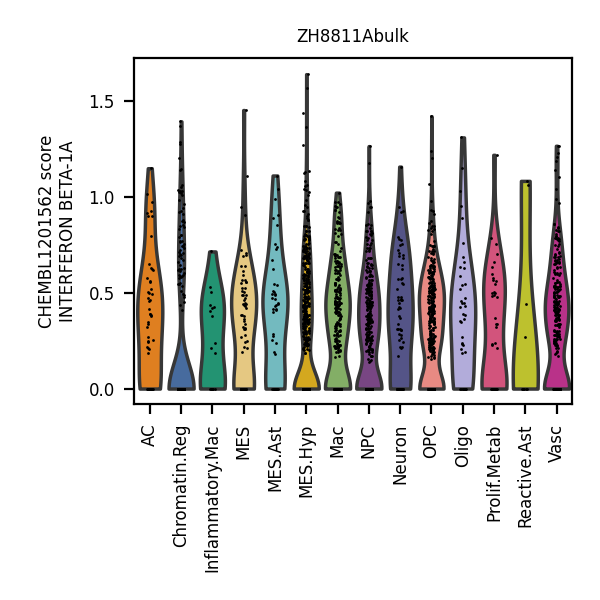 ZH8811Abulk
CHEMBL1201562 score
INTERFERON BETA-1A
1.5
1.0
0.5
0.0
AC
Chromatin.Reg
Inflammatory.Mac
MES
MES.Ast
MES.Hyp
Mac
NPC
Neuron
OPC
Oligo
Prolif.Metab
Reactive.Ast
Vasc